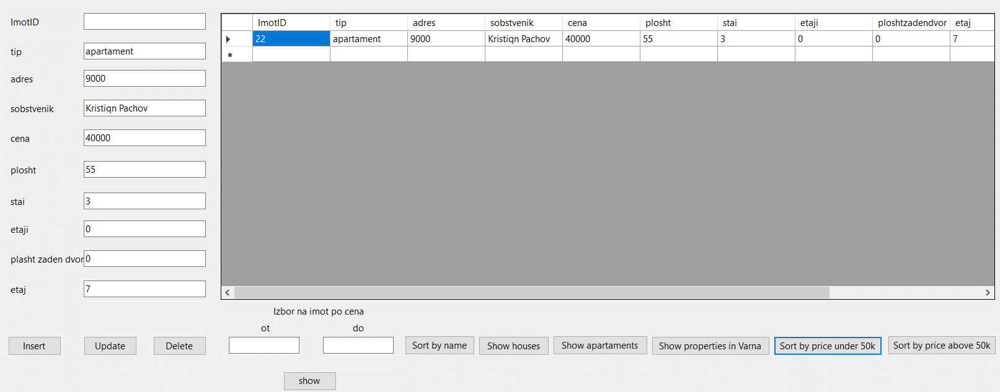 ImotID
tip apartament
adres 9000
sobstvenik Kristiqn Pachov
cena 40000
plosht 55
stai 3
etaji 0
plasht zaden dvor 0
etaj 7
ImotID tip adres sobstvenik cena plosht stai etaji ploshtzadendvor etaj
22 apartament 9000 Kristiqn Pachov 40000 55 3 0 0 7
Izbor na imot po cena
ot do
Insert Update Delete Sort by name Show houses Show apartaments Show properties in Varna Sort by price under 50k Sort by price above 50k
show